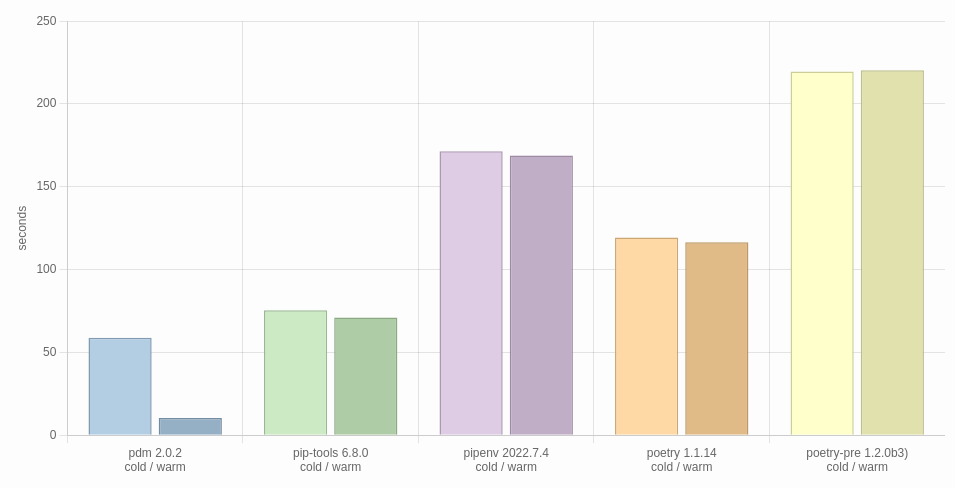 250
200
150
100
50
0
seconds
pdm 2.0.2
cold / warm
pip-tools 6.8.0
cold / warm
pipenv 2022.7.4
cold / warm
poetry 1.1.14
cold / warm
poetry-pre 1.2.0b3)
cold / warm